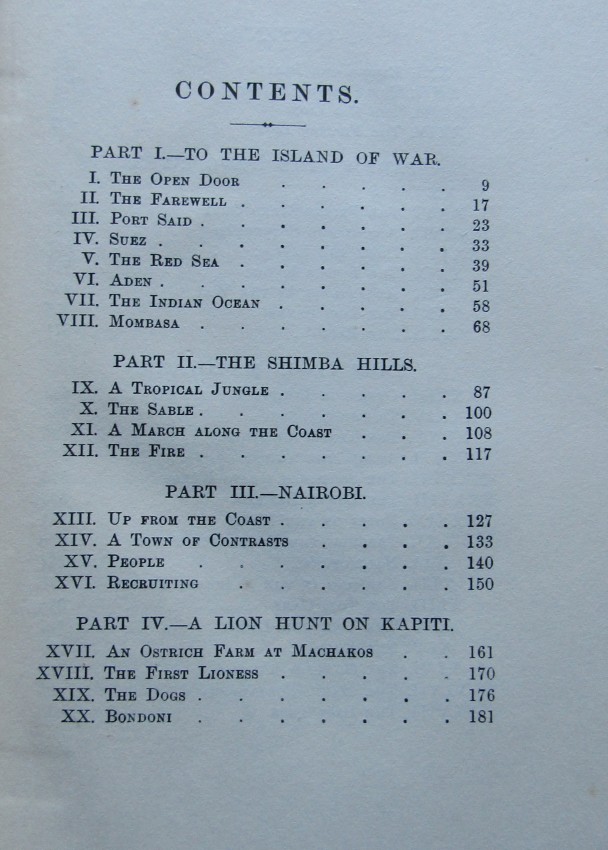 CONTENTS.
PART I.—TO THE ISLAND OF WAR.
I. The Open Door . . . . . 9
II. The Farewell . . . . . . 17
III. Port Said . . . . . . . 23
IV. Suez . . . . . . . . 33
V. The Red Sea . . . . . . 39
VI. Aden . . . . . . . . 51
VII. The Indian Ocean . . . . . 58
VIII. Mombasa . . . . . . . 68
PART II.—THE SHIMBA HILLS.
IX. A Tropical Jungle . . . . . 87
X. The Sable . . . . . . . 100
XI. A March along the Coast . . . 108
XII. The Fire . . . . . . . 117
PART III.—NAIROBI.
XIII. Up from the Coast . . . . . 127
XIV. A Town of Contrasts . . . . 133
XV. People . . . . . . . 140
XVI. Recruiting . . . . . . 150
PART IV.—A LION HUNT ON KAPITI.
XVII. An Ostrich Farm at Machakos . . 161
XVIII. The First Lioness . . . . . 170
XIX. The Dogs . . . . . . . 176
XX. Bondoni . . . . . . . 181